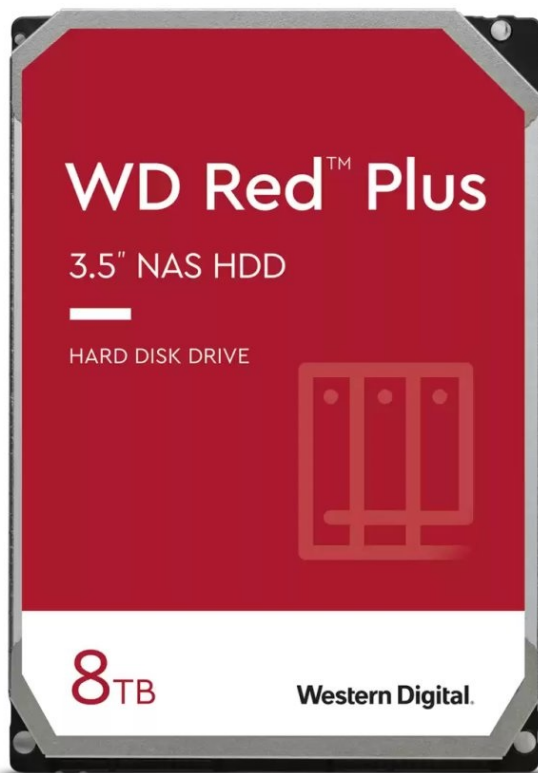 WD Red™ Plus
3.5" NAS HDD
HARD DISK DRIVE
8TB
Western Digital.